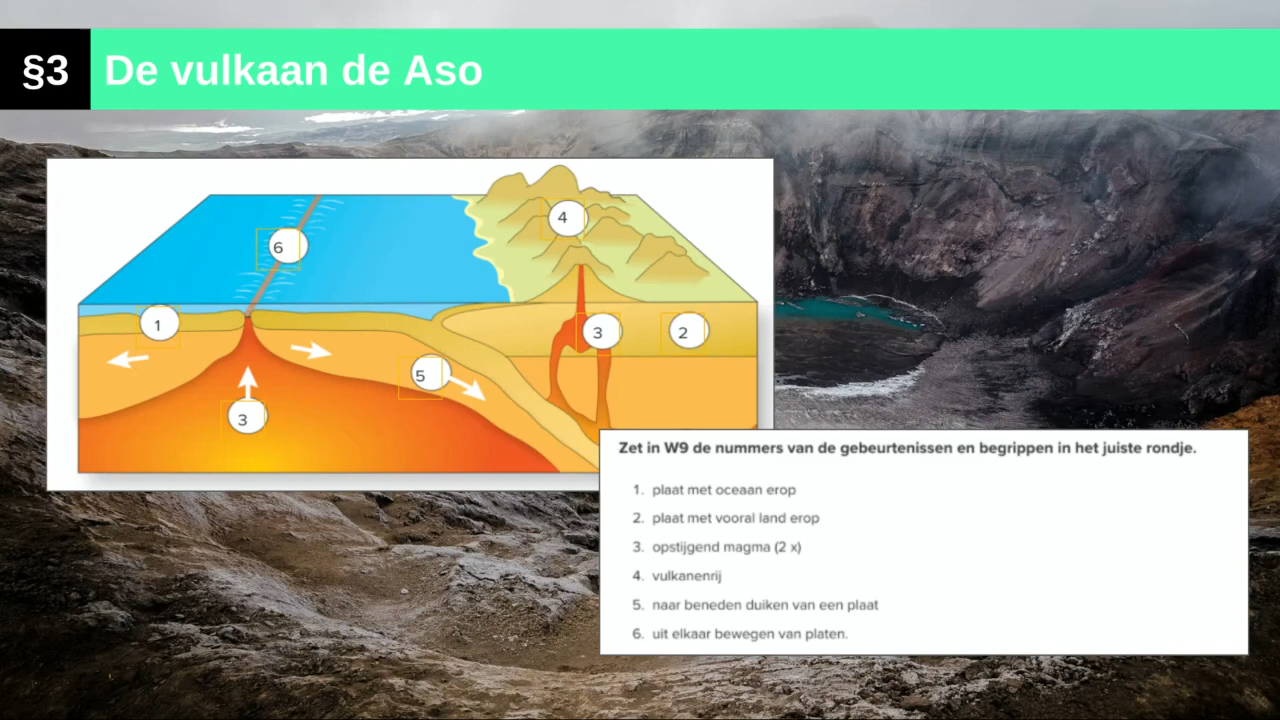 §3
De vulkaan de Aso
4
6
1
3
2
5
3
Zet in W9 de nummers van de gebeurtenissen en begrippen in het juiste rondje.
1. plaat met oceaan erop
2. plaat met vooral land erop
3. opstijgend magma (2 x)
4. vulkanenrij
5. naar beneden duiken van een plaat
6. uit elkaar bewegen van platen.